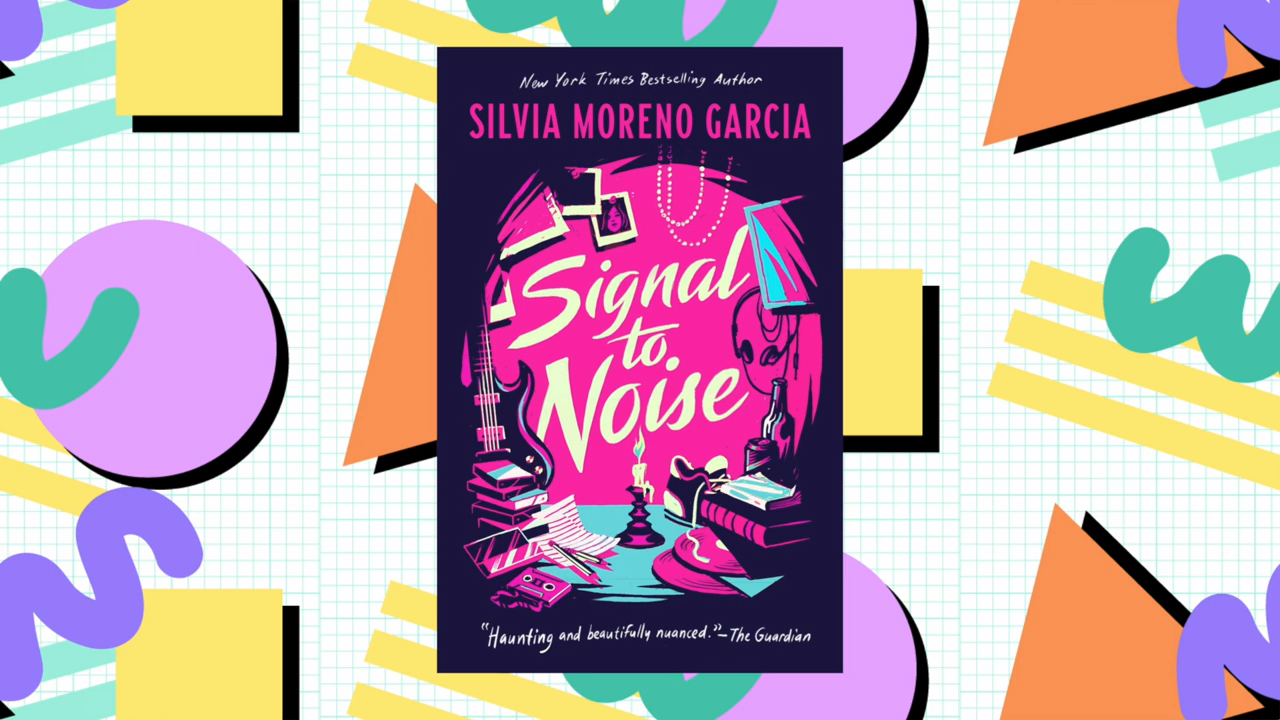 New York Times Bestselling Author
SILVIA MORENO GARCIA
Signal
to
Noise
“Haunting and beautifully nuanced.”–The Guardian